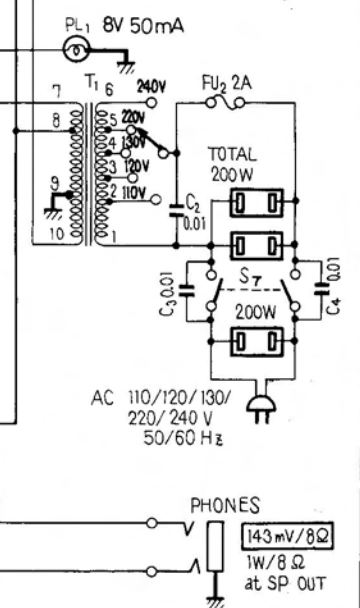 PL1 8V 50mA
T1
7
6
240V
FU2 2A
8
5
220V
4
130V
TOTAL
200W
3
120V
9
2
110V
C2
0.01
10
1
S7
C3 0.01
0.01
C4
200W
AC 110/120/130/
220/240 V
50/60 Hz
PHONES
143mV/8Ω
1W/8Ω
at SP OUT